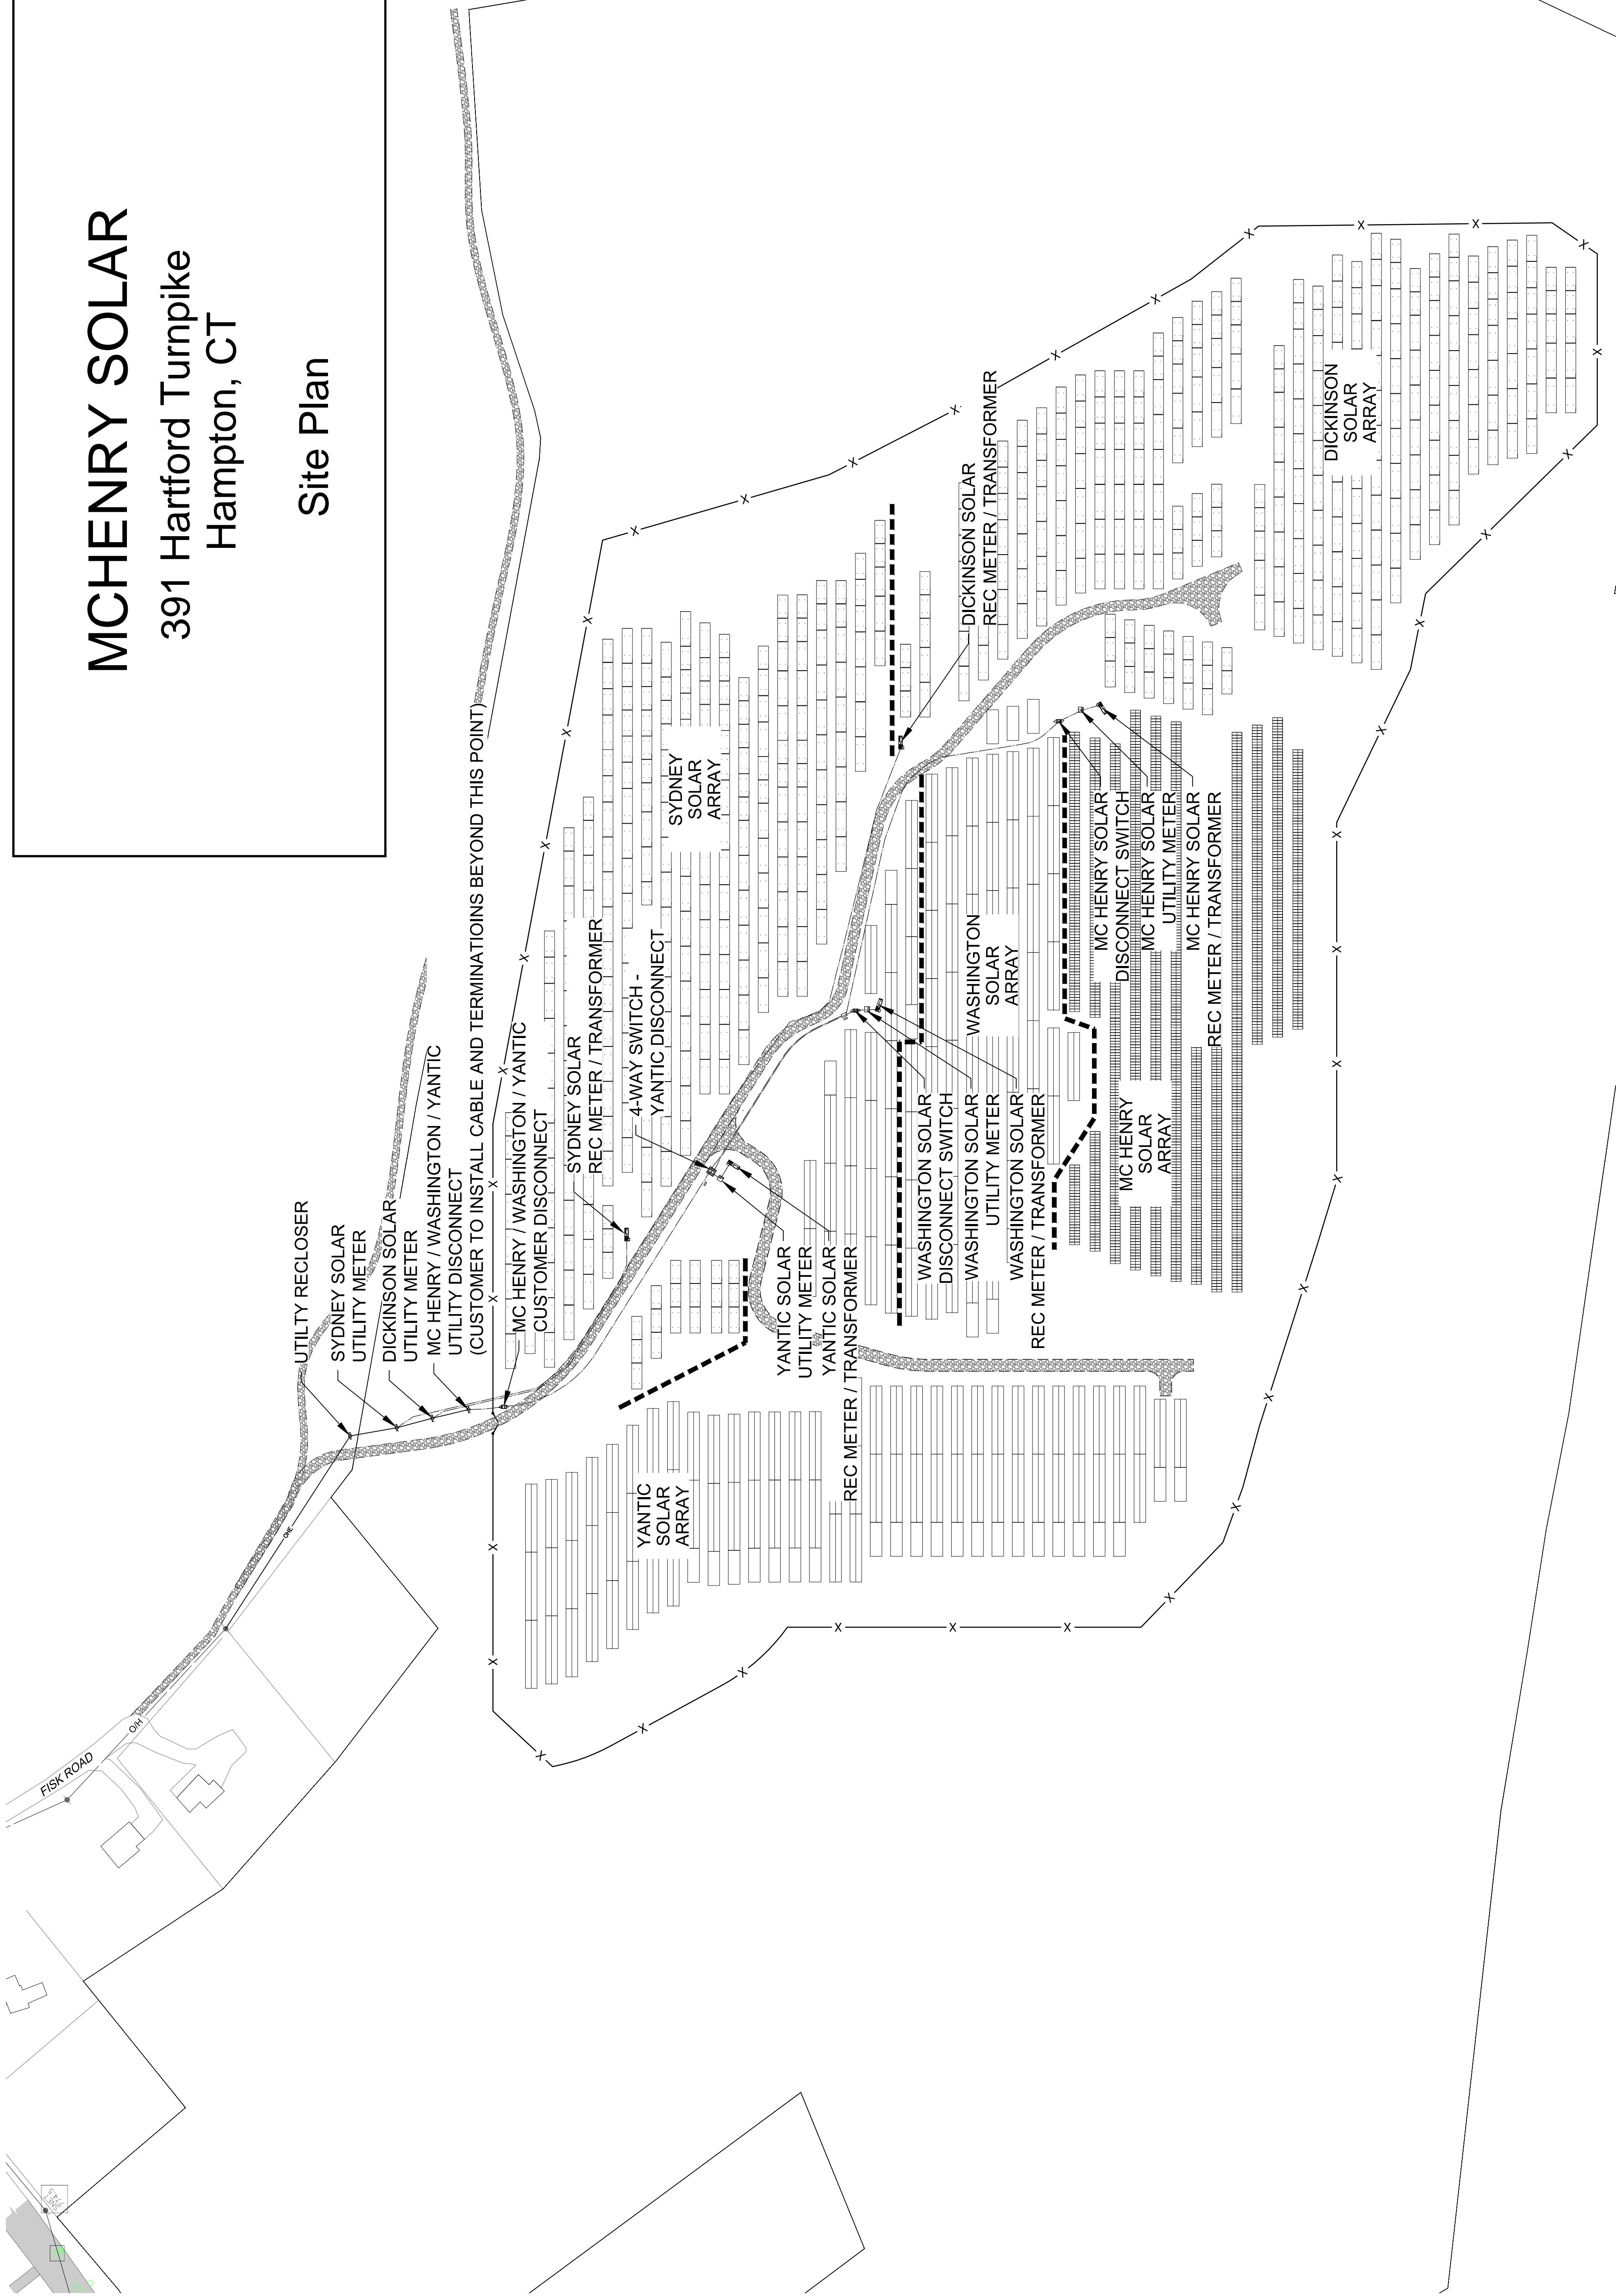 MCHENRY SOLAR
391 Hartford Turnpike
Hampton, CT
Site Plan
FISK ROAD
O/H
OHE
UTILTY RECLOSER
SYDNEY SOLAR
UTILITY METER
DICKINSON SOLAR
UTILITY METER
MC HENRY / WASHINGTON / YANTIC
UTILITY DISCONNECT
(CUSTOMER TO INSTALL CABLE AND TERMINATIONS BEYOND THIS POINT)
MC HENRY / WASHINGTON / YANTIC
CUSTOMER DISCONNECT
SYDNEY SOLAR
REC METER / TRANSFORMER
4-WAY SWITCH -
YANTIC DISCONNECT
SYDNEY
SOLAR
ARRAY
YANTIC
SOLAR
ARRAY
YANTIC SOLAR
UTILITY METER
YANTIC SOLAR
REC METER / TRANSFORMER
WASHINGTON SOLAR
DISCONNECT SWITCH
WASHINGTON SOLAR
UTILITY METER
WASHINGTON SOLAR
REC METER / TRANSFORMER
WASHINGTON
SOLAR
ARRAY
DICKINSON SOLAR
REC METER / TRANSFORMER
MC HENRY SOLAR
DISCONNECT SWITCH
MC HENRY SOLAR
UTILITY METER
MC HENRY SOLAR
REC METER / TRANSFORMER
MC HENRY
SOLAR
ARRAY
DICKINSON
SOLAR
ARRAY